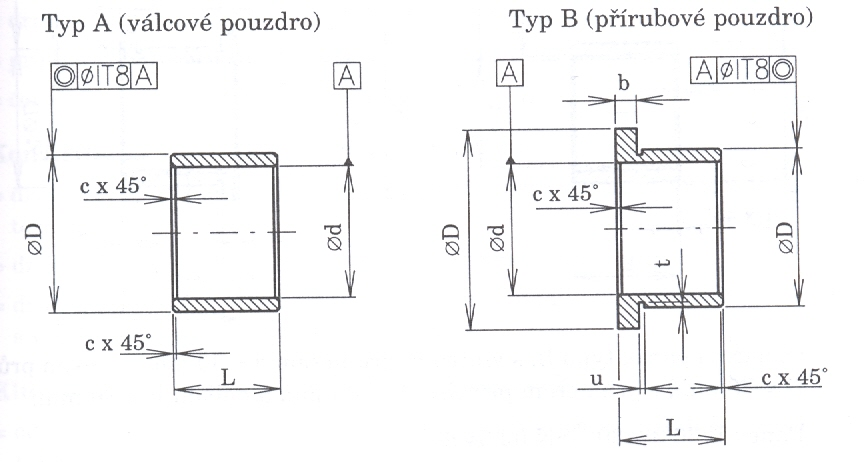 Typ A (válcové pouzdro)
Typ B (přírubové pouzdro)
◎ ⌀IT8 A
A
A
b
A ⌀IT8 ◎
c x 45°
c x 45°
⌀D
⌀d
⌀D
⌀d
t
⌀D
c x 45°
L
u
c x 45°
L